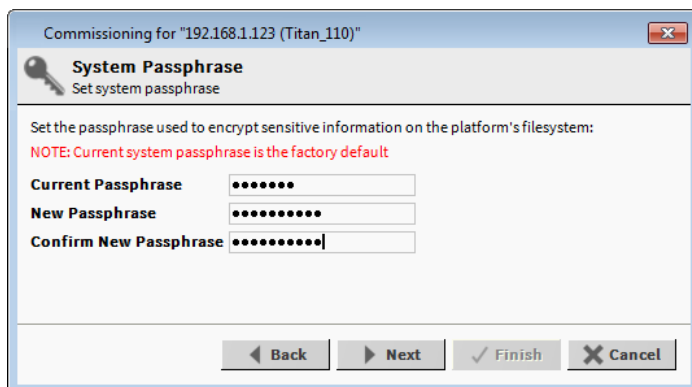 Commissioning for "192.168.1.123 (Titan_110)"
System Passphrase
Set system passphrase
Set the passphrase used to encrypt sensitive information on the platform's filesystem:
NOTE: Current system passphrase is the factory default
Current Passphrase •••••••
New Passphrase ••••••••••
Confirm New Passphrase ••••••••••
Back Next Finish Cancel